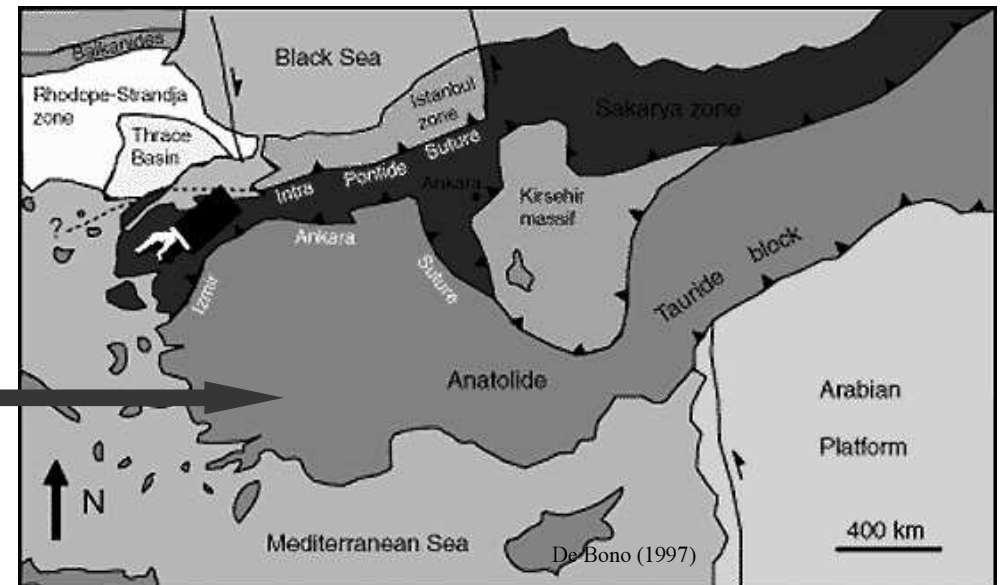 Balkanides
Black Sea
Rhodope-Strandja
zone
Istanbul
zone
Sakarya zone
Thrace
Basin
Intra Pontide Suture
Ankara
Kirsehir
massif
?
Izmir
Ankara
Suture
Tauride block
Anatolide
Arabian
Platform
N
Mediterranean Sea
De Bono (1997)
400 km